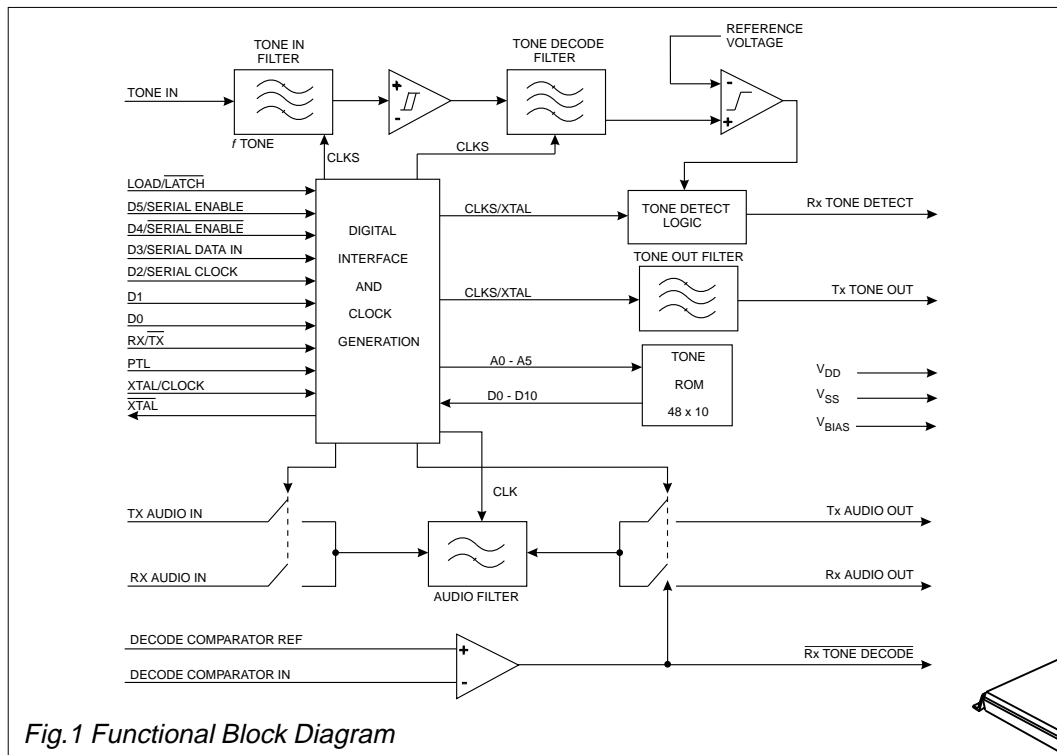 TONE IN
FILTER
TONE DECODE
FILTER
REFERENCE
VOLTAGE
TONE IN
+
-
-
+
f TONE
CLKS
CLKS
LOAD/LATCH
D5/SERIAL ENABLE
D4/SERIAL ENABLE
D3/SERIAL DATA IN
D2/SERIAL CLOCK
D1
D0
RX/TX
PTL
XTAL/CLOCK
XTAL
DIGITAL
INTERFACE
AND
CLOCK
GENERATION
CLKS/XTAL
TONE DETECT
LOGIC
Rx TONE DETECT
TONE OUT FILTER
CLKS/XTAL
Tx TONE OUT
A0 - A5
D0 - D10
TONE
ROM
48 x 10
VDD
VSS
VBIAS
CLK
TX AUDIO IN
RX AUDIO IN
AUDIO FILTER
Tx AUDIO OUT
Rx AUDIO OUT
DECODE COMPARATOR REF
DECODE COMPARATOR IN
+
-
Rx TONE DECODE
Fig.1 Functional Block Diagram